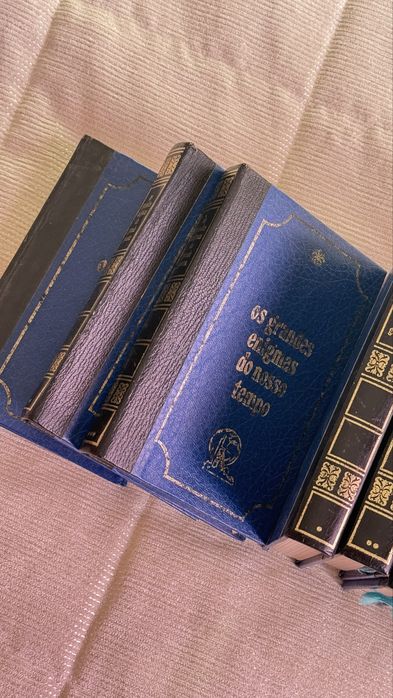 os grandes
enigmas
do nosso
tempo